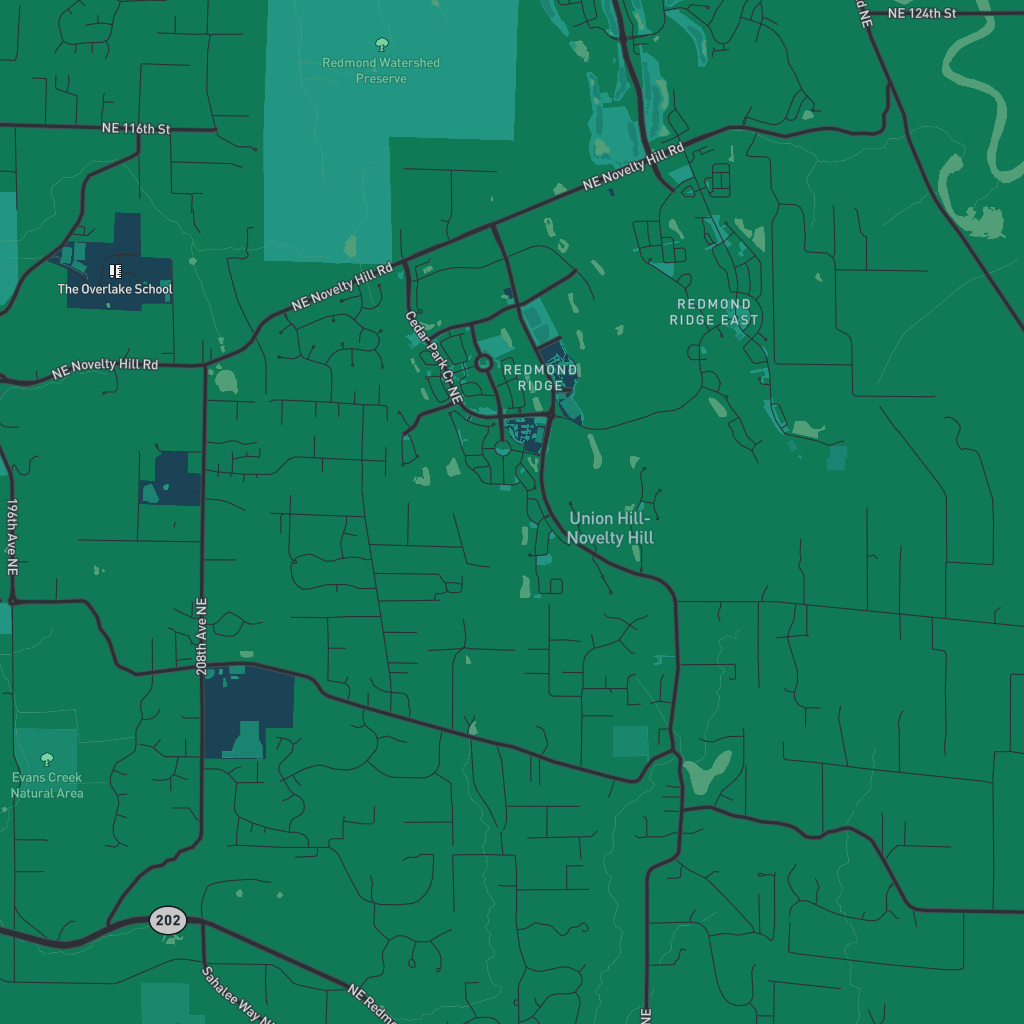 d NE
NE 124th St
Redmond Watershed
Preserve
NE 116th St
NE Novelty Hill Rd
The Overlake School
NE Novelty Hill Rd
REDMOND
RIDGE EAST
Cedar Park Cr NE
NE Novelty Hill Rd
REDMOND
RIDGE
196th Ave NE
Union Hill-
Novelty Hill
208th Ave NE
Evans Creek
Natural Area
202
Sahalee Way N
NE Redmo
NE